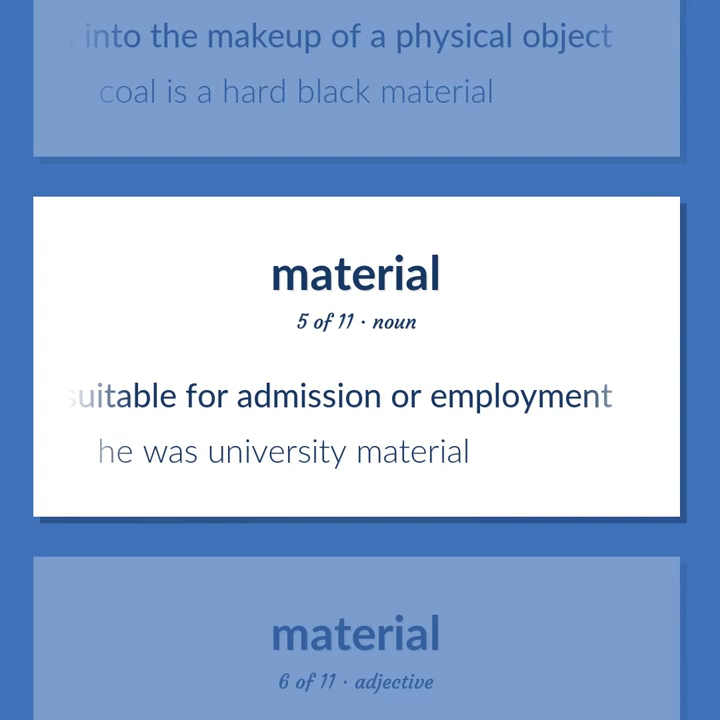 into the makeup of a physical object
coal is a hard black material
material
5 of 11 · noun
suitable for admission or employment
he was university material
material
6 of 11 · adjective